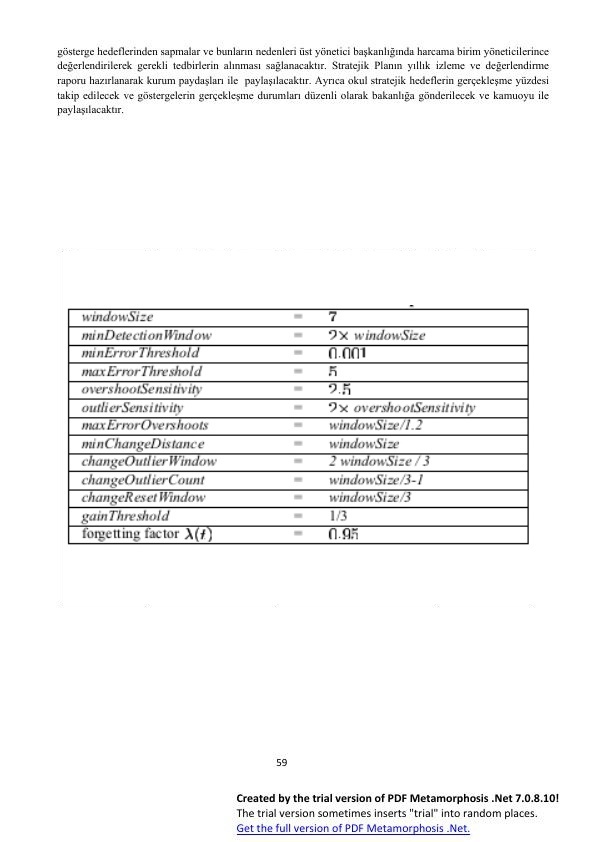 gösterge hedeflerinden sapmalar ve bunların nedenleri üst yönetici başkanlığında harcama birim yöneticilerince
değerlendirilerek gerekli tedbirlerin alınması sağlanacaktır. Stratejik Planın yıllık izleme ve değerlendirme
raporu hazırlanarak kurum paydaşları ile paylaşılacaktır. Ayrıca okul stratejik hedeflerin gerçekleşme yüzdesi
takip edilecek ve göstergelerin gerçekleşme durumları düzenli olarak bakanlığa gönderilecek ve kamuoyu ile
paylaşılacaktır.
windowSize = 7
minDetectionWindow = 2× windowSize
minErrorThreshold = 0.001
maxErrorThreshold = 5
overshootSensitivity = 2.5
outlierSensitivity = 2× overshootSensitivity
maxErrorOvershoots = windowSize/1.2
minChangeDistance = windowSize
changeOutlierWindow = 2 windowSize / 3
changeOutlierCount = windowSize/3-1
changeResetWindow = windowSize/3
gainThreshold = 1/3
forgetting factor λ(t) = 0.95
59
Created by the trial version of PDF Metamorphosis .Net 7.0.8.10!
The trial version sometimes inserts "trial" into random places.
Get the full version of PDF Metamorphosis .Net.